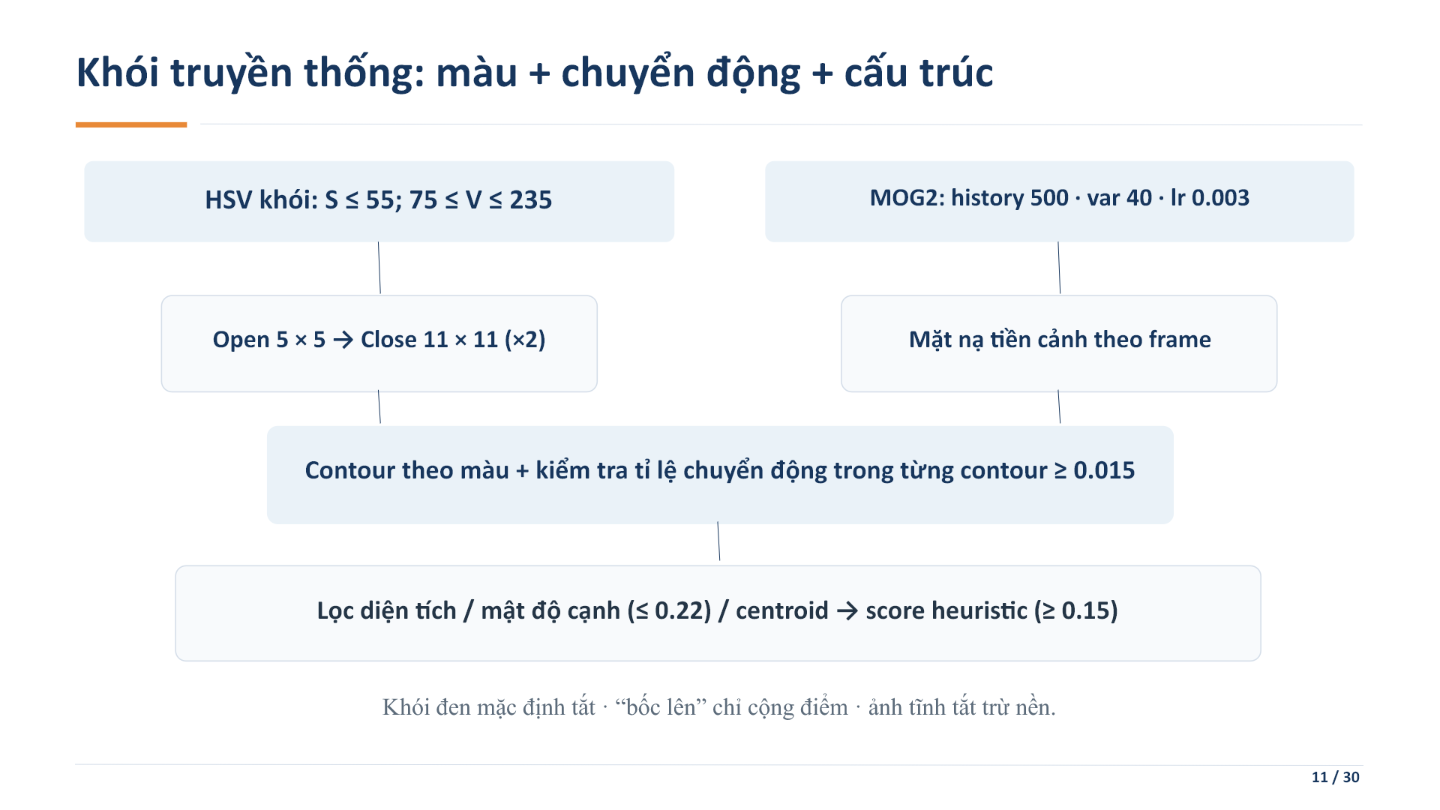 Khói truyền thống: màu + chuyển động + cấu trúc
HSV khói: S ≤ 55; 75 ≤ V ≤ 235
MOG2: history 500 · var 40 · lr 0.003
Open 5 × 5 → Close 11 × 11 (×2)
Mặt nạ tiền cảnh theo frame
Contour theo màu + kiểm tra tỉ lệ chuyển động trong từng contour ≥ 0.015
Lọc diện tích / mật độ cạnh (≤ 0.22) / centroid → score heuristic (≥ 0.15)
Khói đen mặc định tắt · “bốc lên” chỉ cộng điểm · ảnh tĩnh tắt trừ nền.
11 / 30